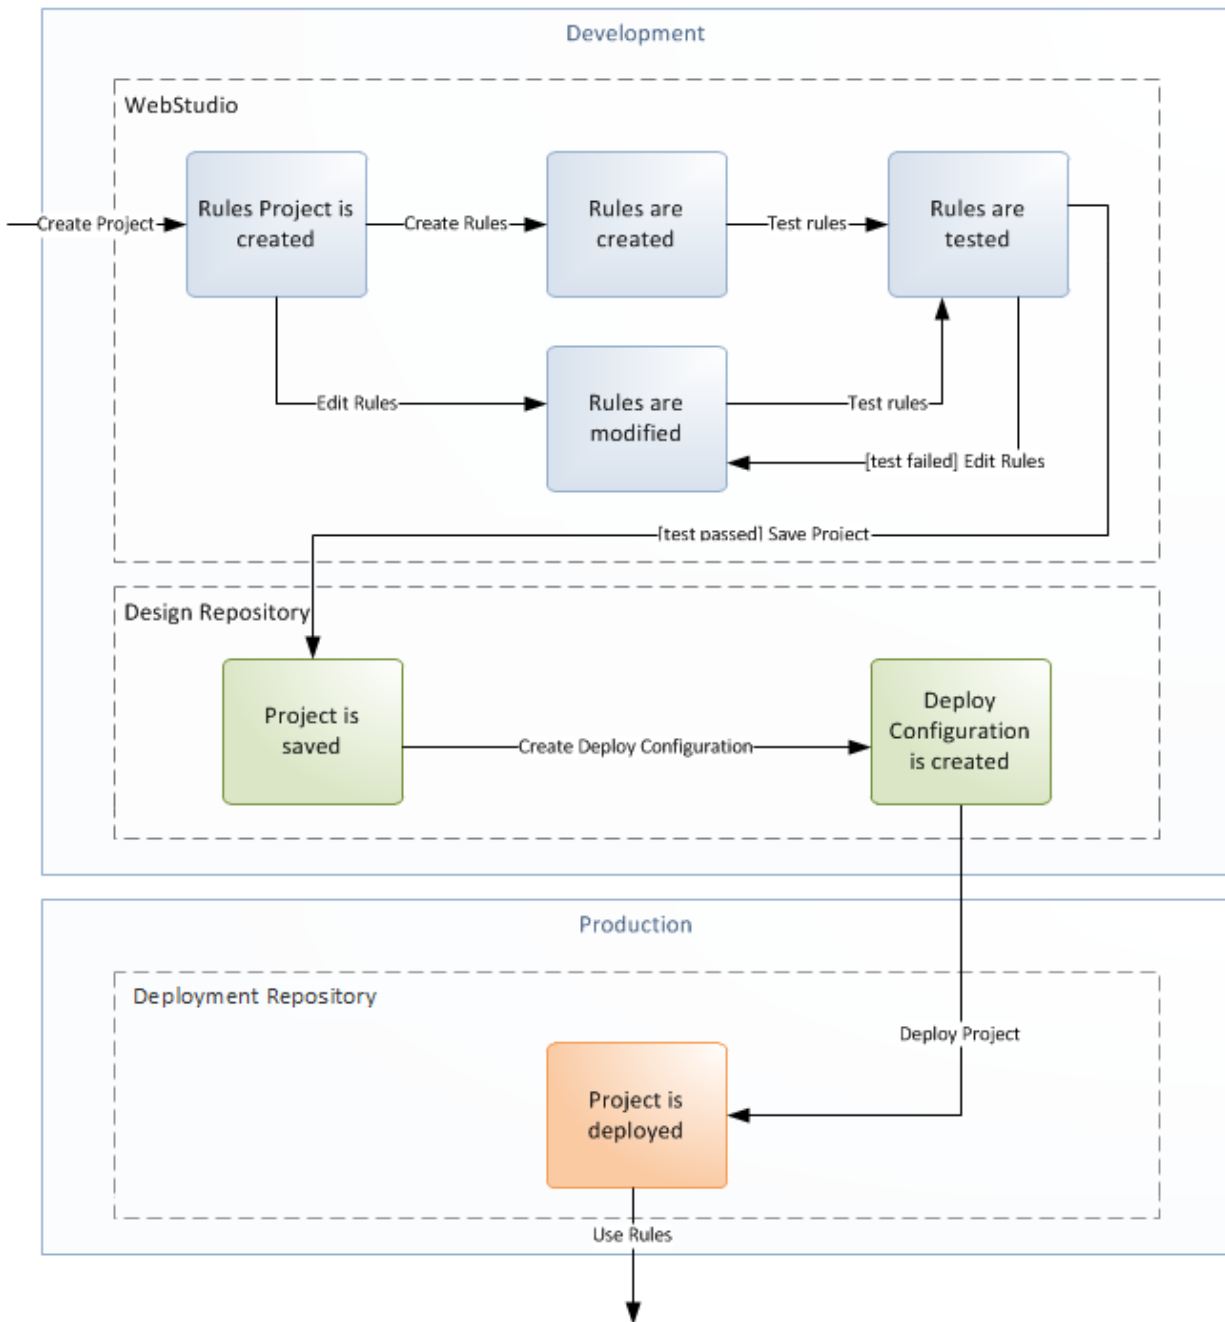 Development
WebStudio
Create Project
Rules Project is
created
Create Rules
Rules are
created
Test rules
Rules are
tested
Edit Rules
Rules are
modified
Test rules
[test failed] Edit Rules
[test passed] Save Project
Design Repository
Project is
saved
Create Deploy Configuration
Deploy
Configuration
is created
Production
Deployment Repository
Deploy Project
Project is
deployed
Use Rules